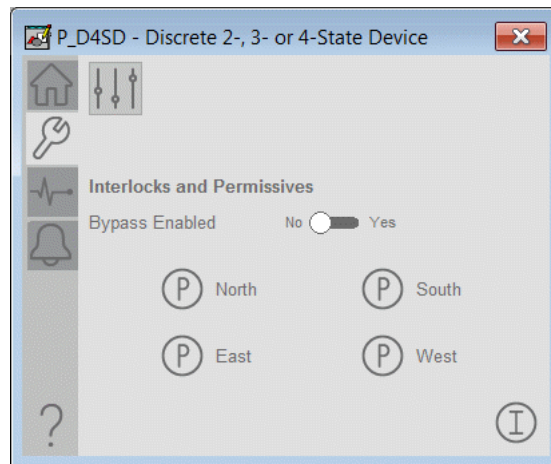 P_D4SD - Discrete 2-, 3- or 4-State Device
Interlocks and Permissives
Bypass Enabled No Yes
P North P South
P East P West
?
I